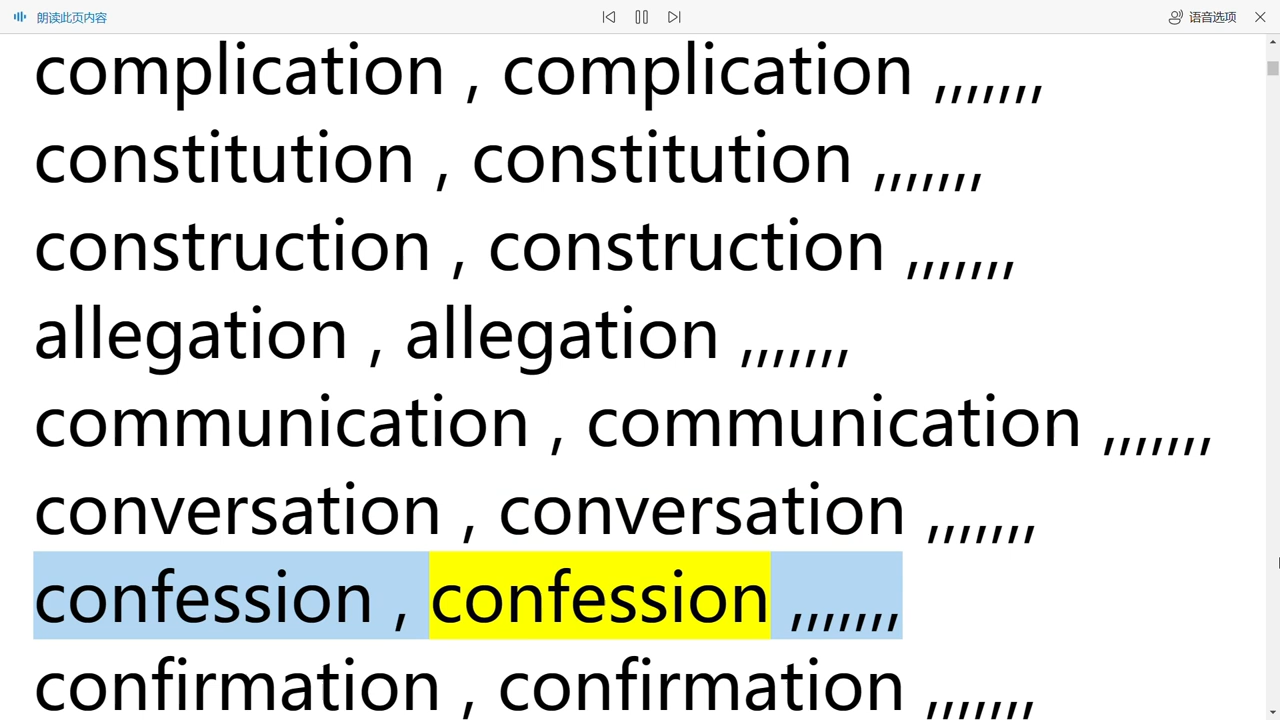 朗读此页内容 语音选项
complication , complication ,,,,,,,
constitution , constitution ,,,,,,,
construction , construction ,,,,,,,
allegation , allegation ,,,,,,,
communication , communication ,,,,,,,
conversation , conversation ,,,,,,,
confession , confession ,,,,,,,
confirmation , confirmation ,,,,,,,